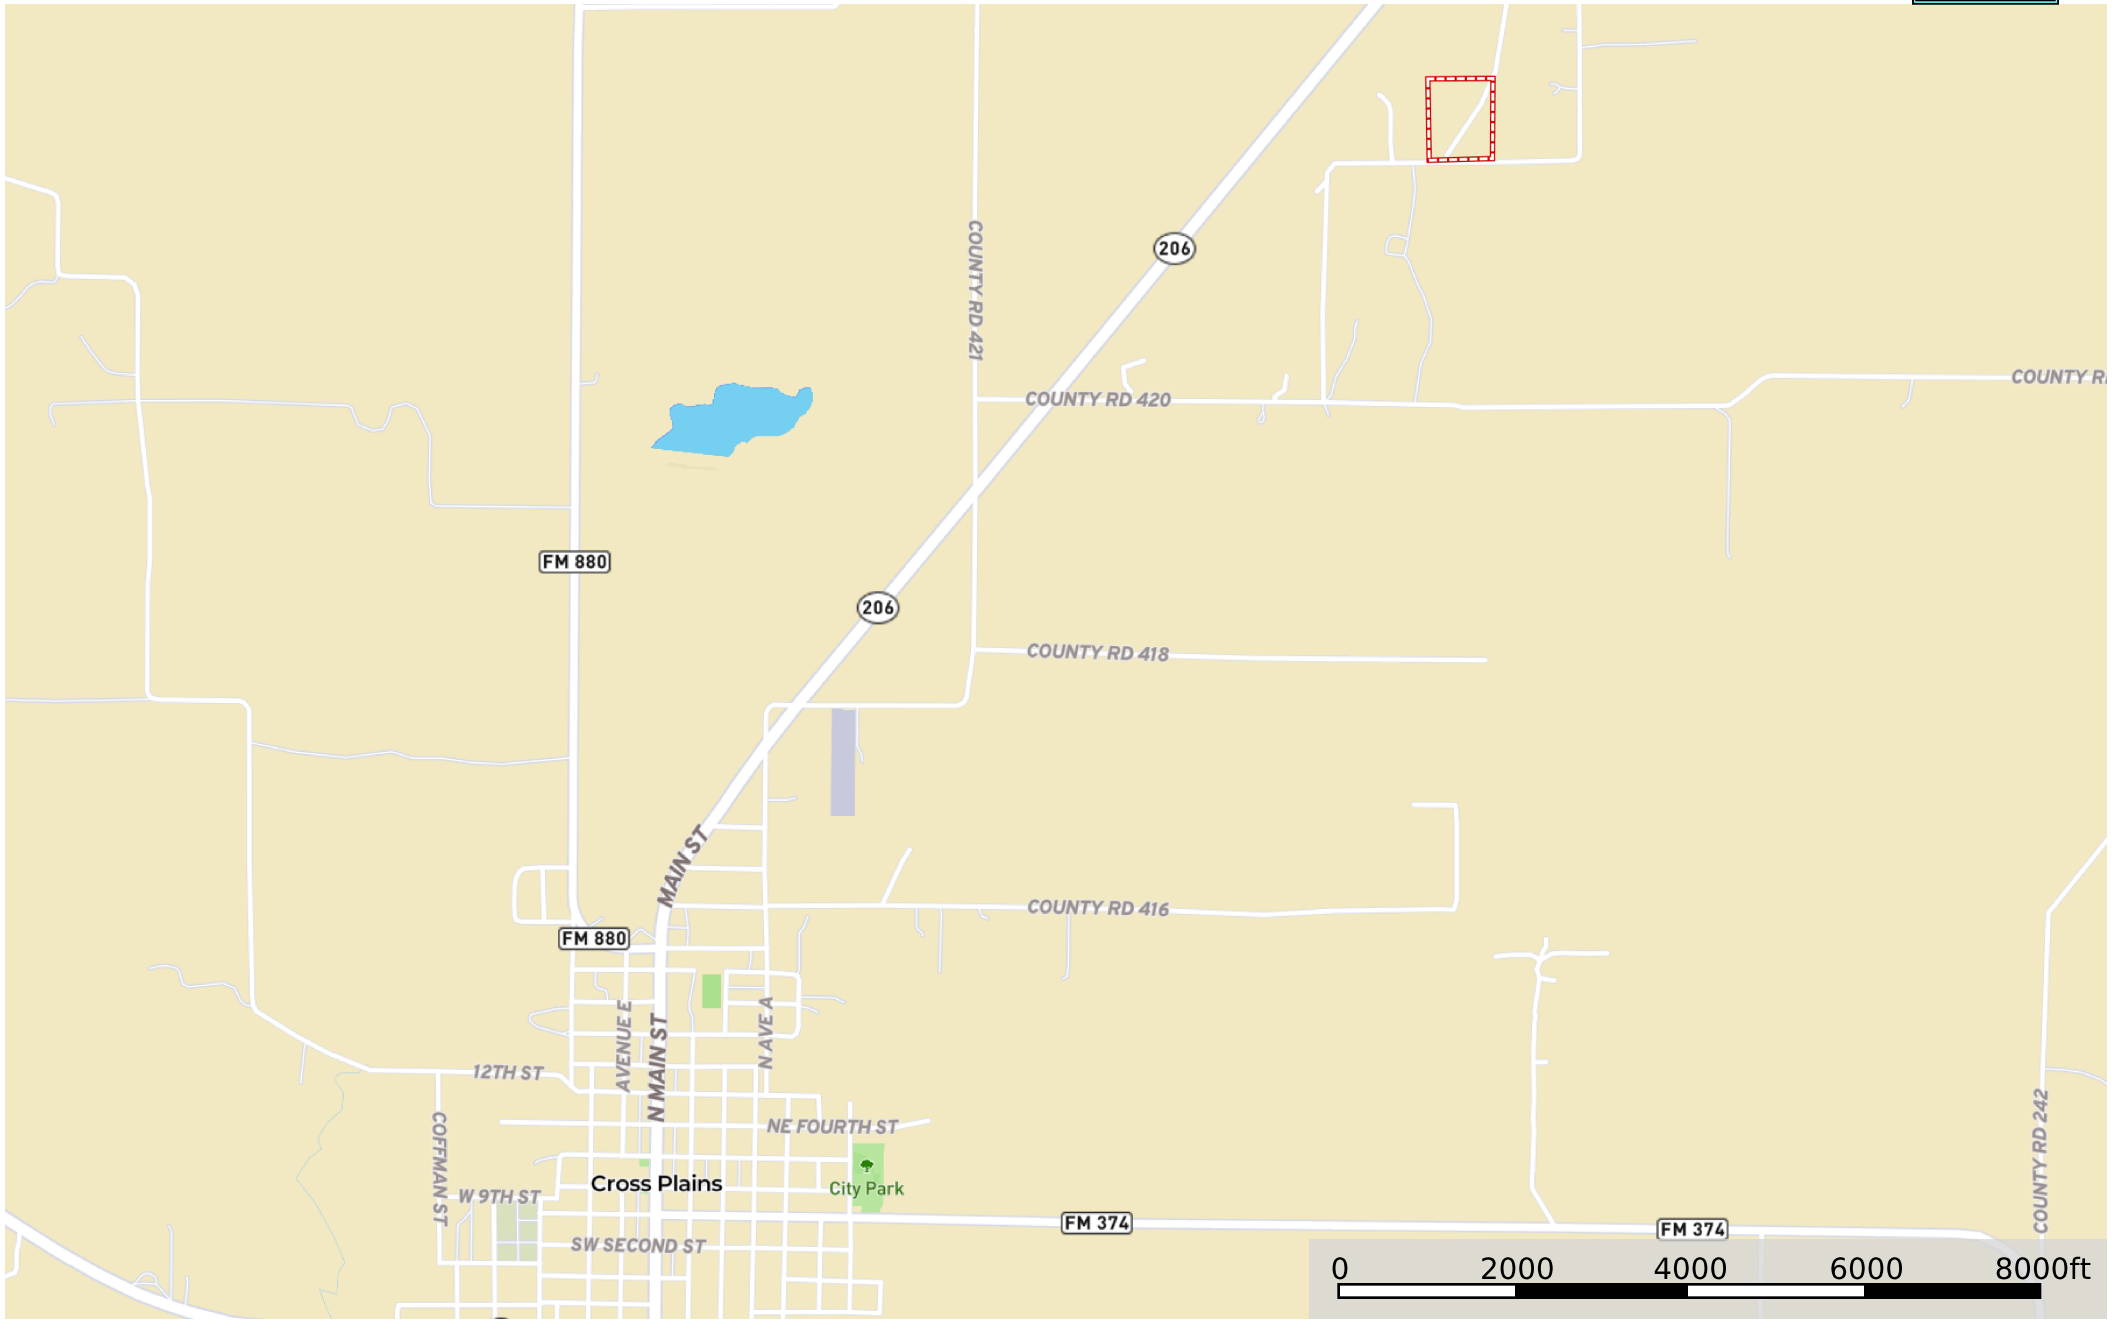 206
COUNTY RD 421
COUNTY R
COUNTY RD 420
FM 880
206
COUNTY RD 418
MAIN ST
COUNTY RD 416
FM 880
AVENUE E
N MAIN ST
N AVE A
12TH ST
COFFMAN ST
NE FOURTH ST
COUNTY RD 242
Cross Plains
City Park
W 9TH ST
FM 374
FM 374
SW SECOND ST
0 2000 4000 6000 8000ft